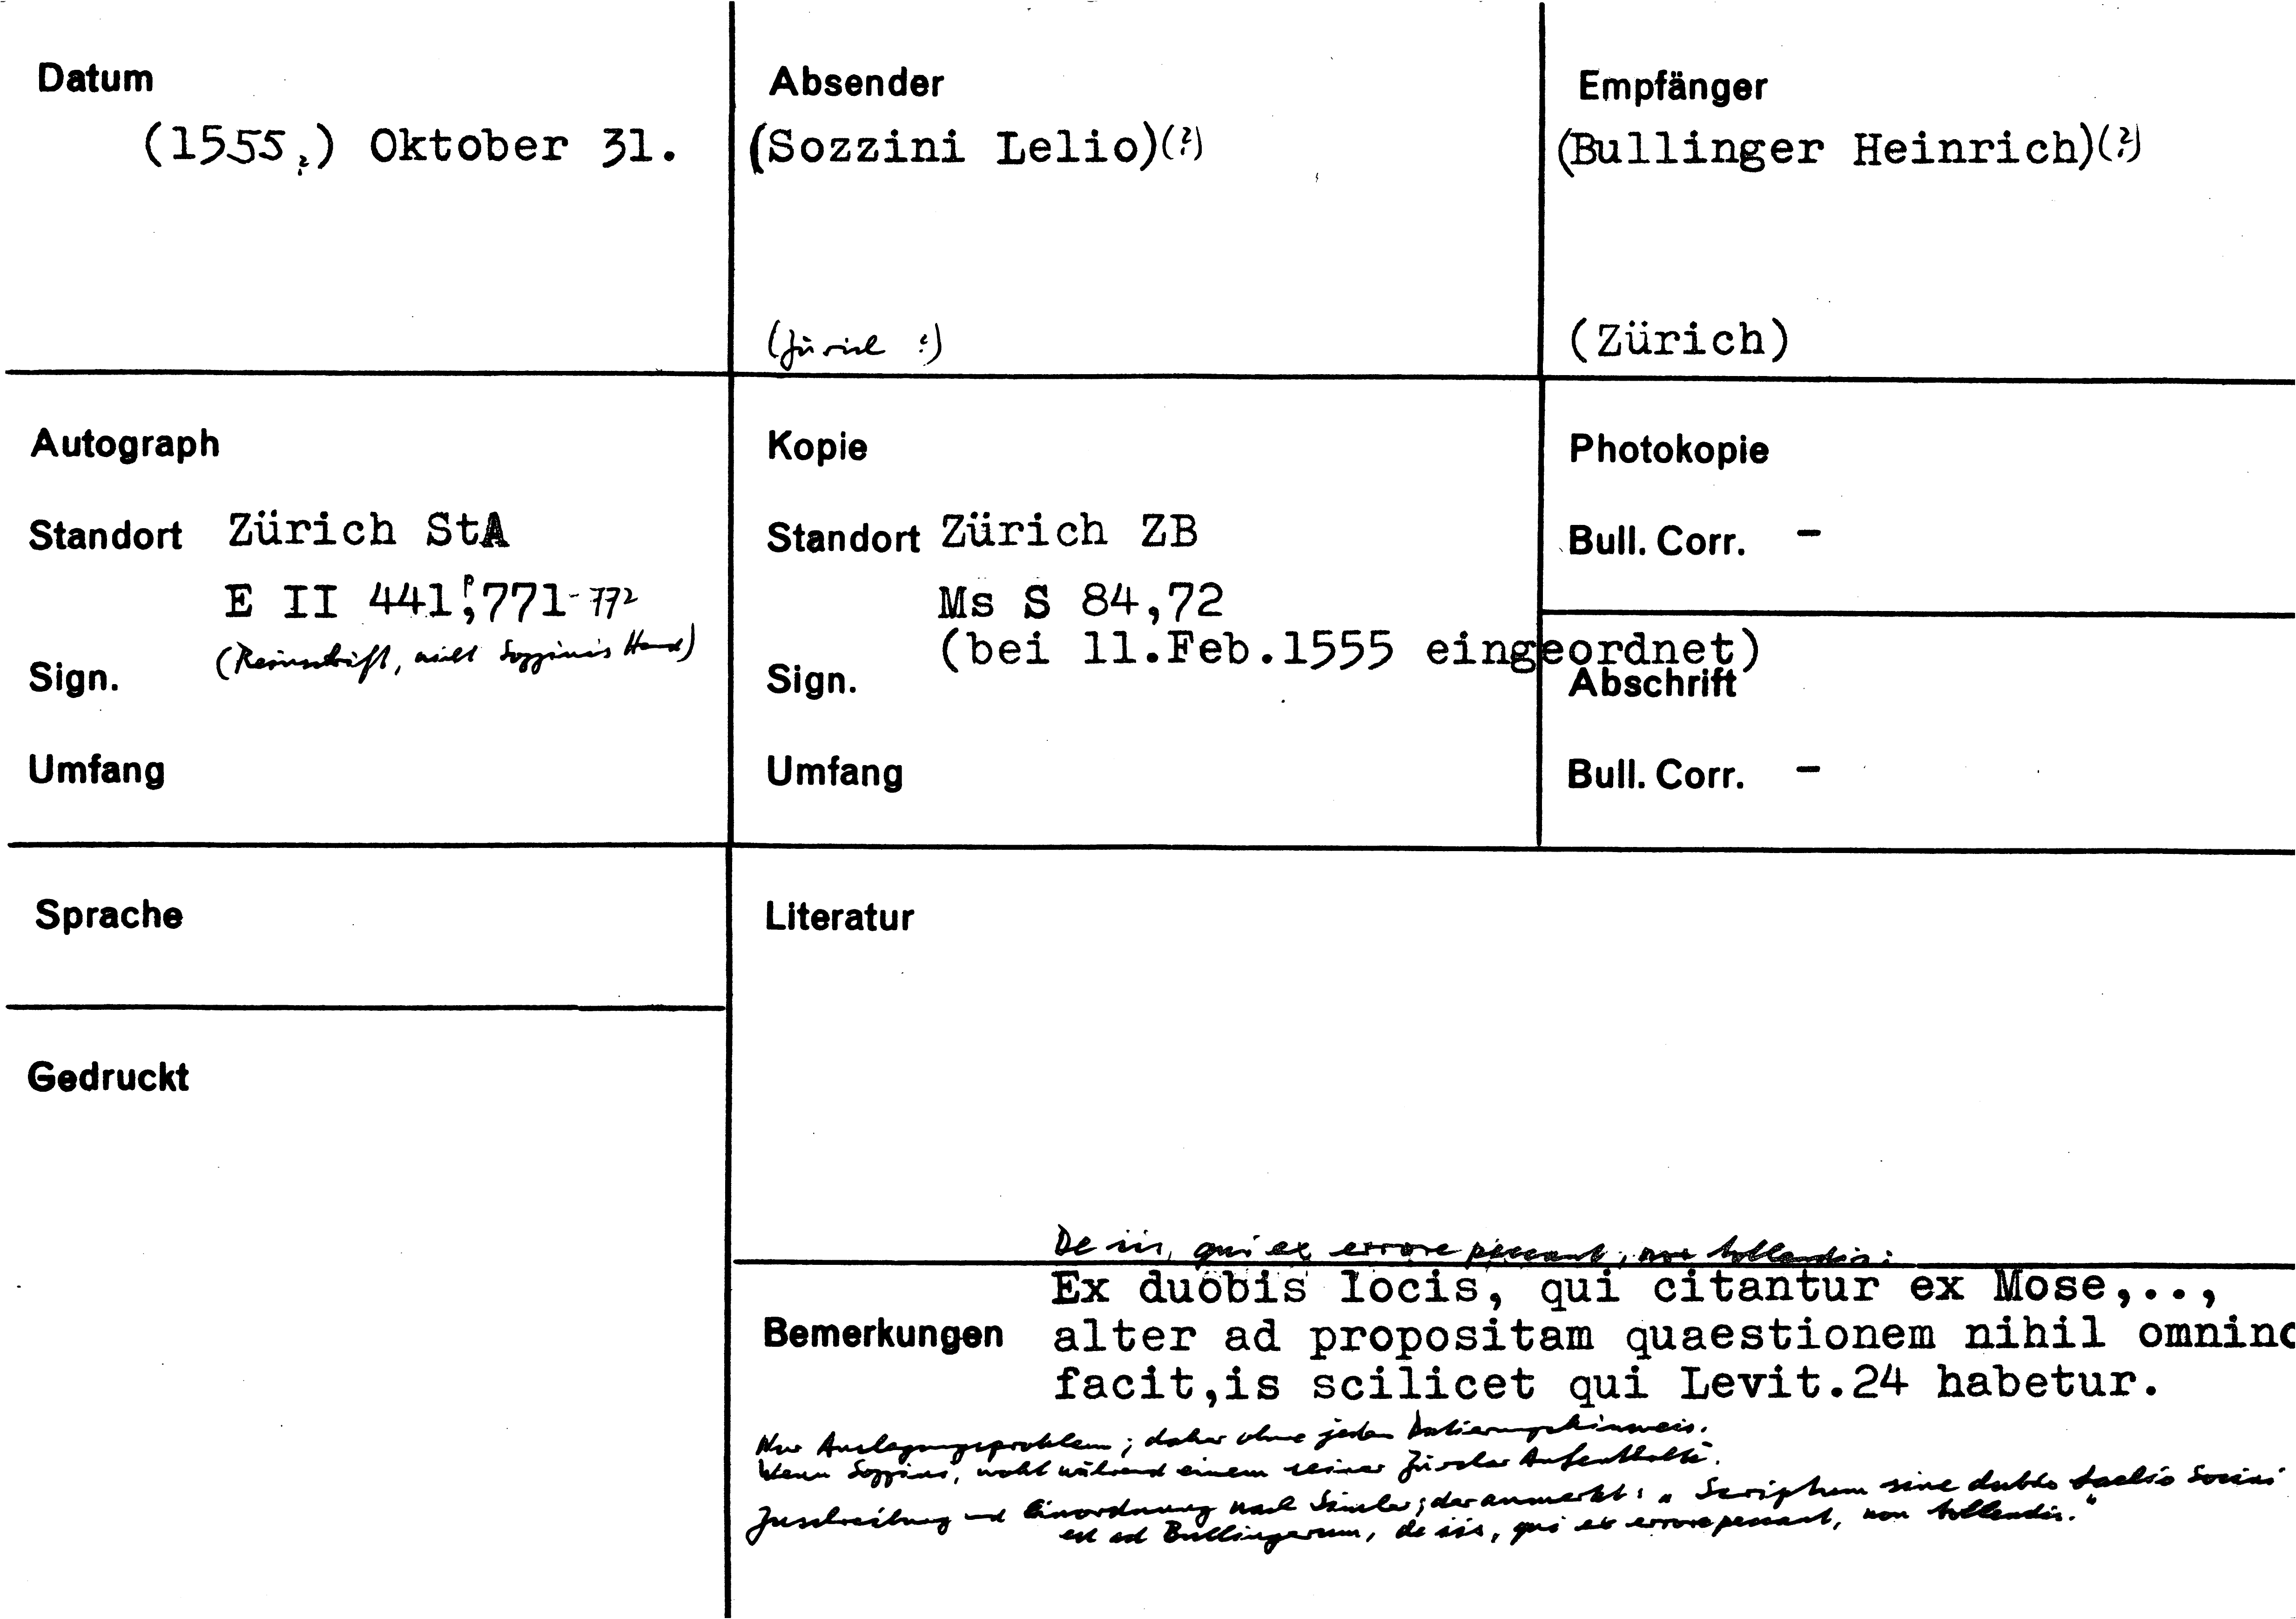 Datum
(1555?) Oktober 31.
Absender
(Sozzini Lelio)(?)
(Zürich ?)
Empfänger
(Bullinger Heinrich)(?)
(Zürich)
Autograph
Standort Zürich StA
E II 441,771-772
(Reinschrift, nicht Sozzinis Hand)
Sign.
Umfang
Kopie
Standort Zürich ZB
Ms S 84,72
(bei 11.Feb.1555 eingeordnet)
Sign.
Umfang
Photokopie
Bull. Corr. –
Abschrift
Bull. Corr. –
Sprache
Gedruckt
Literatur
De iis, qui ex errore peccant, non tollendis:
Ex duobis locis, qui citantur ex Mose,..,
Bemerkungen alter ad propositam quaestionem nihil omnino
facit,is scilicet qui Levit.24 habetur.
Nur Auslegungsproblem; daher ohne jeden Datierungshinweis.
Wenn Sozzini, wohl während einem seiner Zürcher Aufenthalte.
Zuschreibung und Einordnung nach Simler; der anmerkt: "Scriptum sine dubio Laelio Socini
est ad Bullingerum, de iis, qui ex errore peccant, non tollendis."